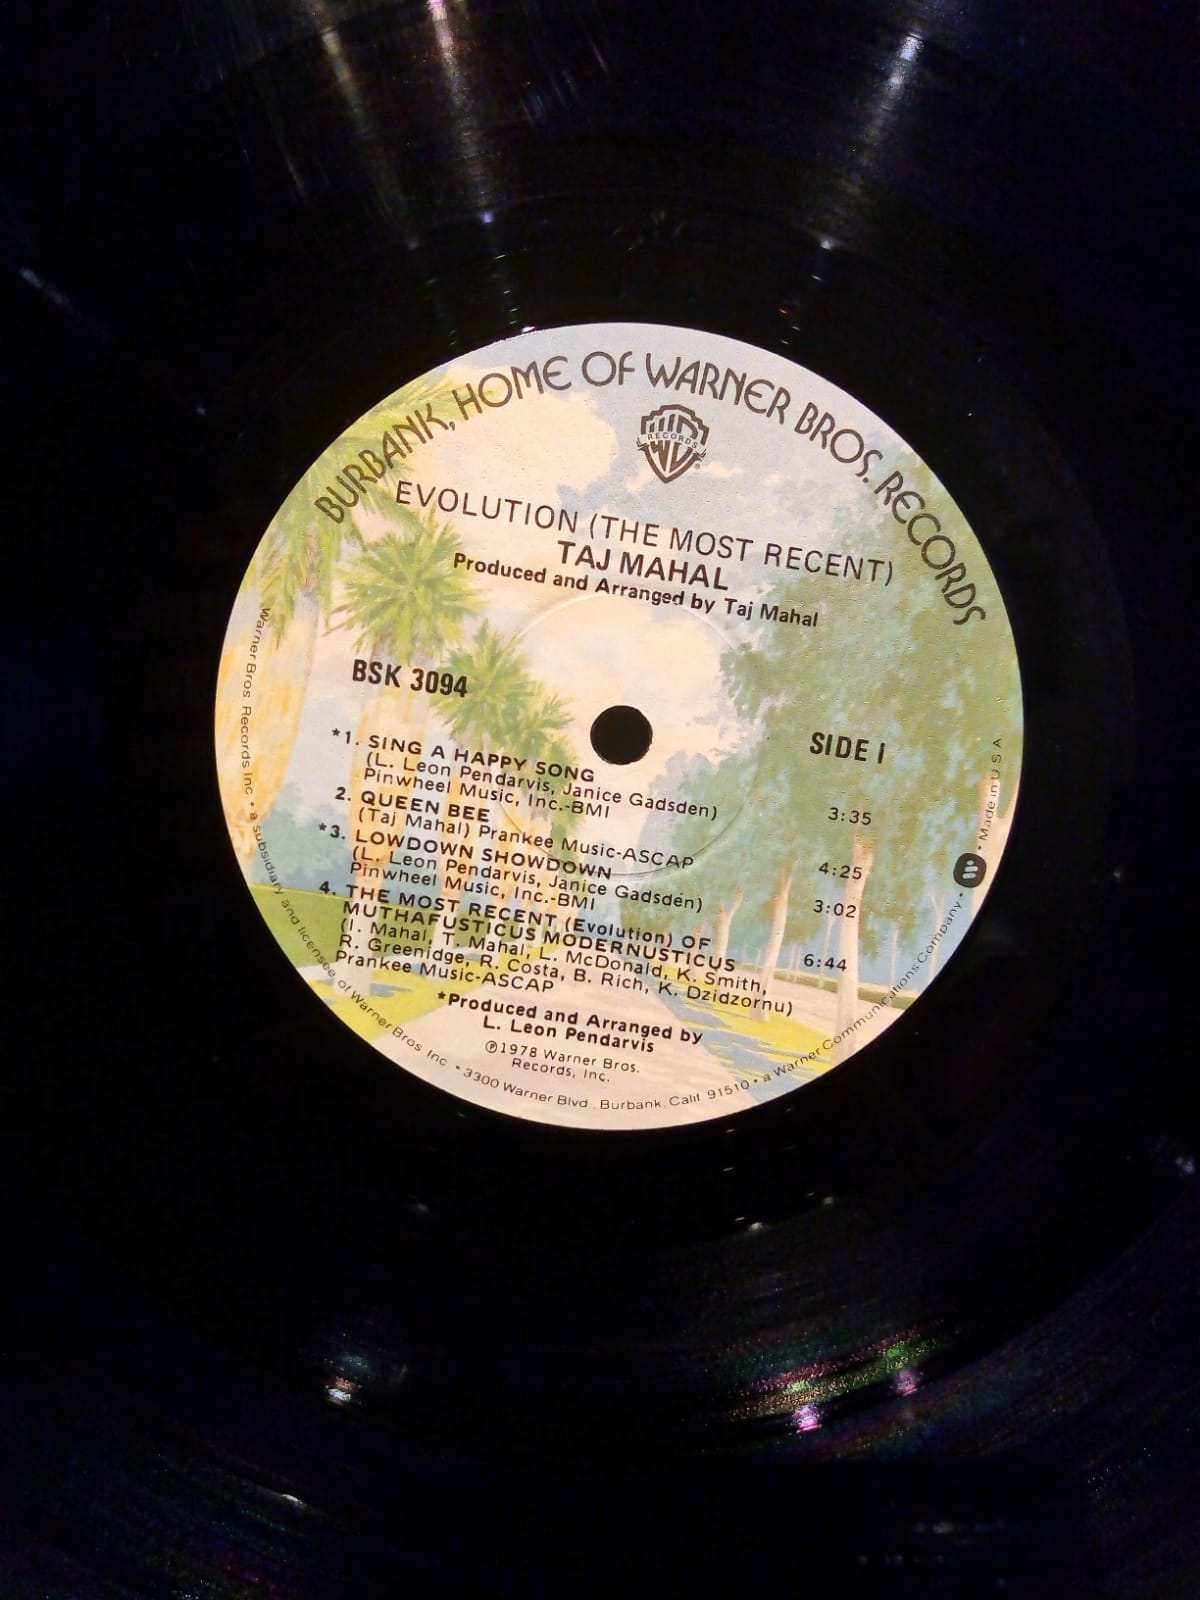 BURBANK, HOME OF WARNER BROS. RECORDS
RECORDS
EVOLUTION (THE MOST RECENT)
TAJ MAHAL
Produced and Arranged by Taj Mahal
BSK 3094
SIDE 1
*1. SING A HAPPY SONG
(L. Leon Pendarvis, Janice Gadsden)
Pinwheel Music, Inc.-BMI 3:35
2. QUEEN BEE
(Taj Mahal) Prankee Music-ASCAP 4:25
*3. LOWDOWN SHOWDOWN
(L. Leon Pendarvis, Janice Gadsden)
Pinwheel Music, Inc.-BMI 3:02
4. THE MOST RECENT (Evolution) OF
MUTHAFUSTICUS MODERNUSTICUS 6:44
(I. Mahal, T. Mahal, L. McDonald, K. Smith,
R. Greenidge, R. Costa, B. Rich, K. Dzidzornu)
Prankee Music-ASCAP
*Produced and Arranged by
L. Leon Pendarvis
℗1978 Warner Bros.
Records, Inc.
Warner Bros Records Inc • a subsidiary and licensee of Warner Bros Inc • 3300 Warner Blvd., Burbank, Calif 91510 • a Warner Communications Company • Made in U S A